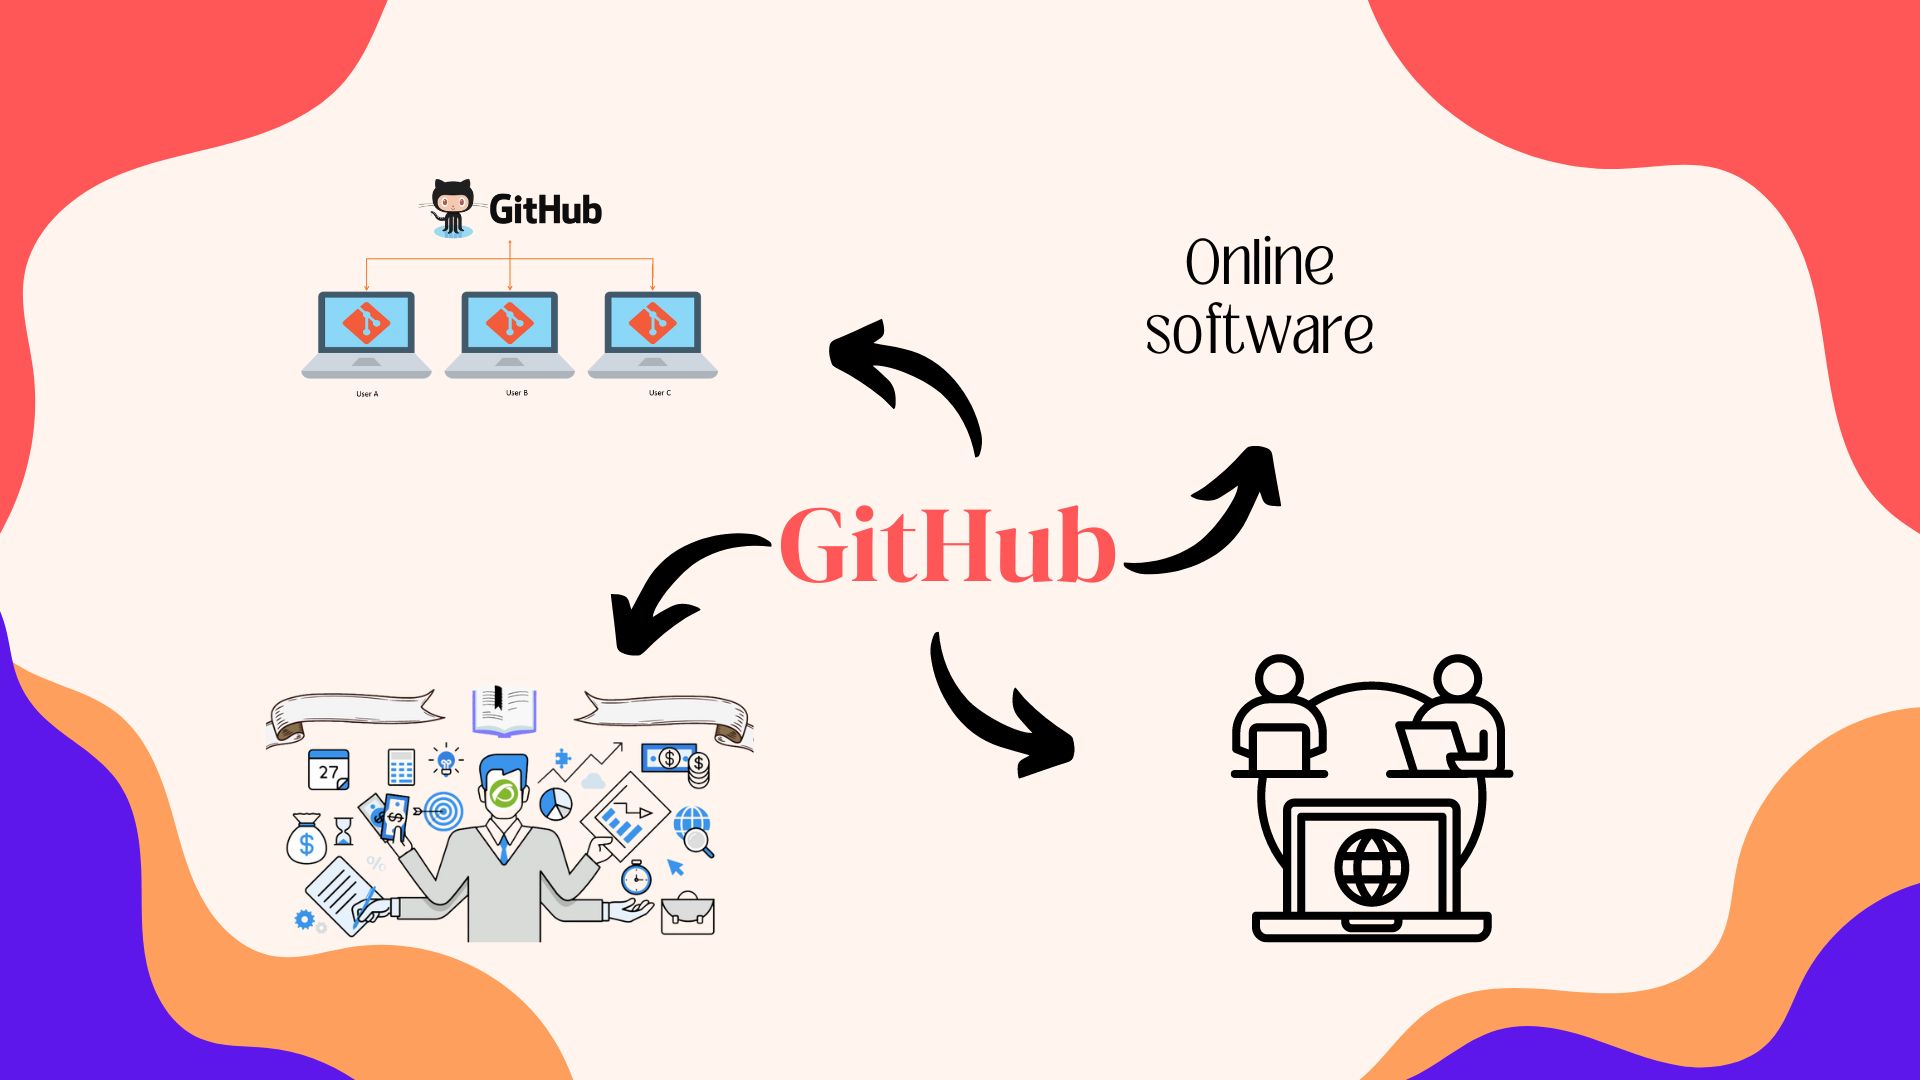 GitHub
User A
User B
User C
Online
software
GitHub
27
$
$
$
$
$
%